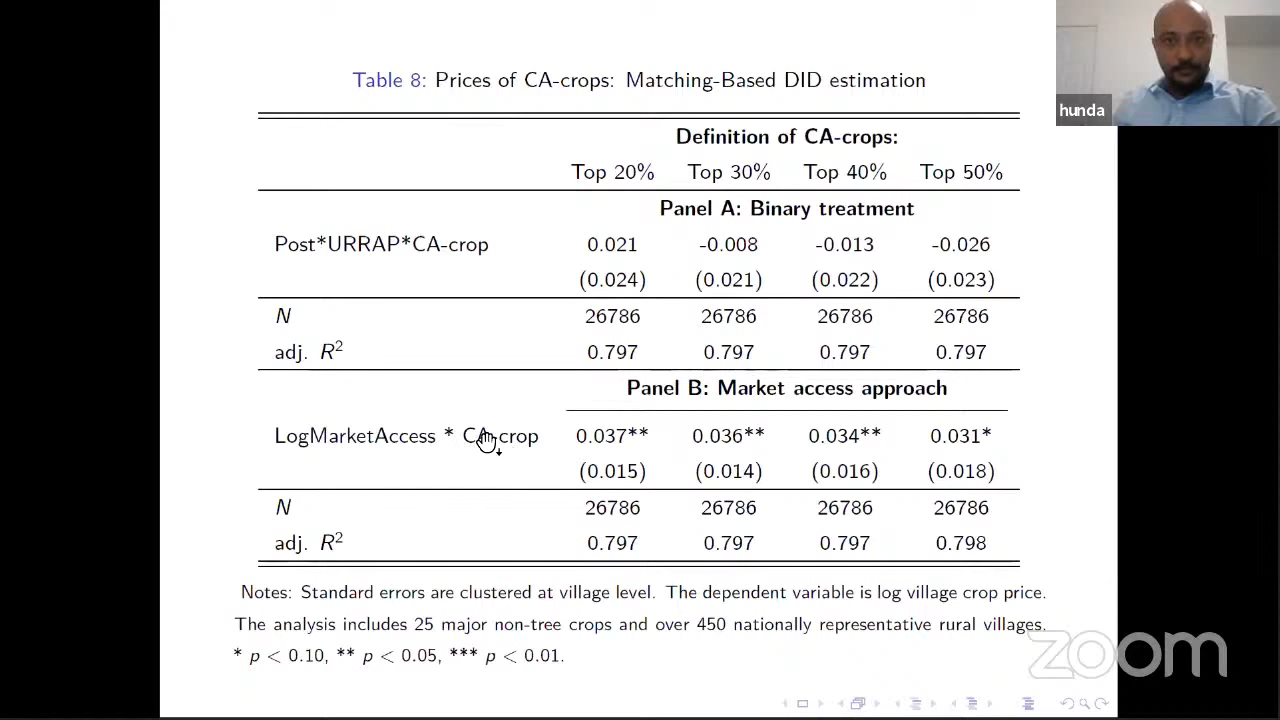 Table 8: Prices of CA-crops: Matching-Based DID estimation
hunda
Definition of CA-crops:
Top 20% Top 30% Top 40% Top 50%
Panel A: Binary treatment
Post*URRAP*CA-crop 0.021 -0.008 -0.013 -0.026
(0.024) (0.021) (0.022) (0.023)
N 26786 26786 26786 26786
adj. R² 0.797 0.797 0.797 0.797
Panel B: Market access approach
LogMarketAccess * CA-crop 0.037** 0.036** 0.034** 0.031*
(0.015) (0.014) (0.016) (0.018)
N 26786 26786 26786 26786
adj. R² 0.797 0.797 0.797 0.798
Notes: Standard errors are clustered at village level. The dependent variable is log village crop price.
The analysis includes 25 major non-tree crops and over 450 nationally representative rural villages.
* p < 0.10, ** p < 0.05, *** p < 0.01.
zoom